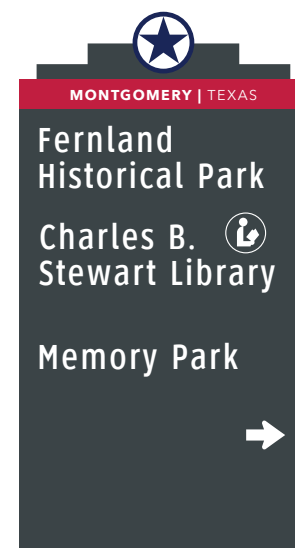 MONTGOMERY | TEXAS
Fernland
Historical Park
Charles B.
Stewart Library
Memory Park